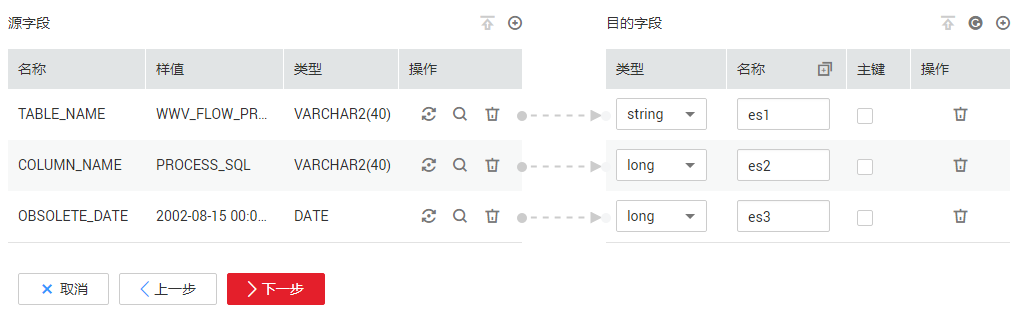 源字段 目的字段
名称 样值 类型 操作 类型 名称 主键 操作
TABLE_NAME WWV_FLOW_PR... VARCHAR2(40) string es1
COLUMN_NAME PROCESS_SQL VARCHAR2(40) long es2
OBSOLETE_DATE 2002-08-15 00:0... DATE long es3
取消 上一步 下一步